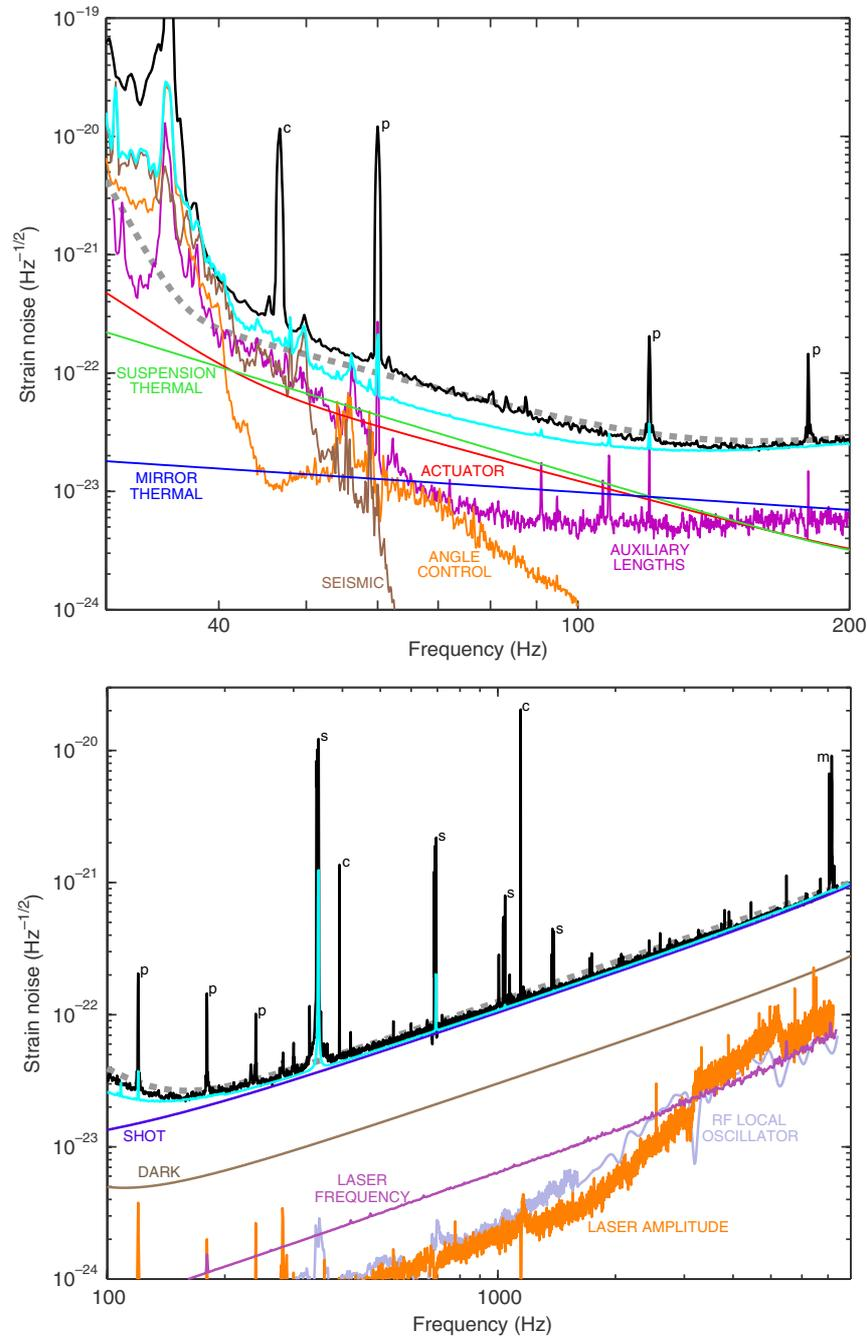 10−19
c
p
10−20
10−21
Strain noise (Hz−1/2)
p
p
10−22
SUSPENSION
THERMAL
MIRROR
THERMAL
ACTUATOR
10−23
AUXILIARY
LENGTHS
ANGLE
CONTROL
SEISMIC
10−24
40
100
200
Frequency (Hz)
c
s
m
10−20
c
s
10−21
s
s
p
p
p
Strain noise (Hz−1/2)
10−22
SHOT
RF LOCAL
OSCILLATOR
10−23
DARK
LASER
FREQUENCY
LASER AMPLITUDE
10−24
100
1000
Frequency (Hz)